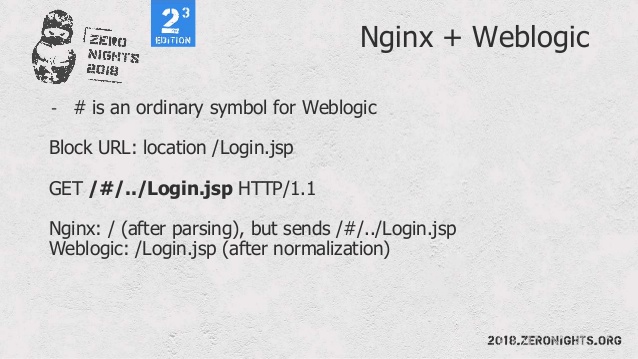 ZERO
NIGHTS
2018
2³
EDITION
Nginx + Weblogic
- # is an ordinary symbol for Weblogic
Block URL: location /Login.jsp
GET /#/../Login.jsp HTTP/1.1
Nginx: / (after parsing), but sends /#/../Login.jsp
Weblogic: /Login.jsp (after normalization)
2018.ZERONIGHTS.ORG